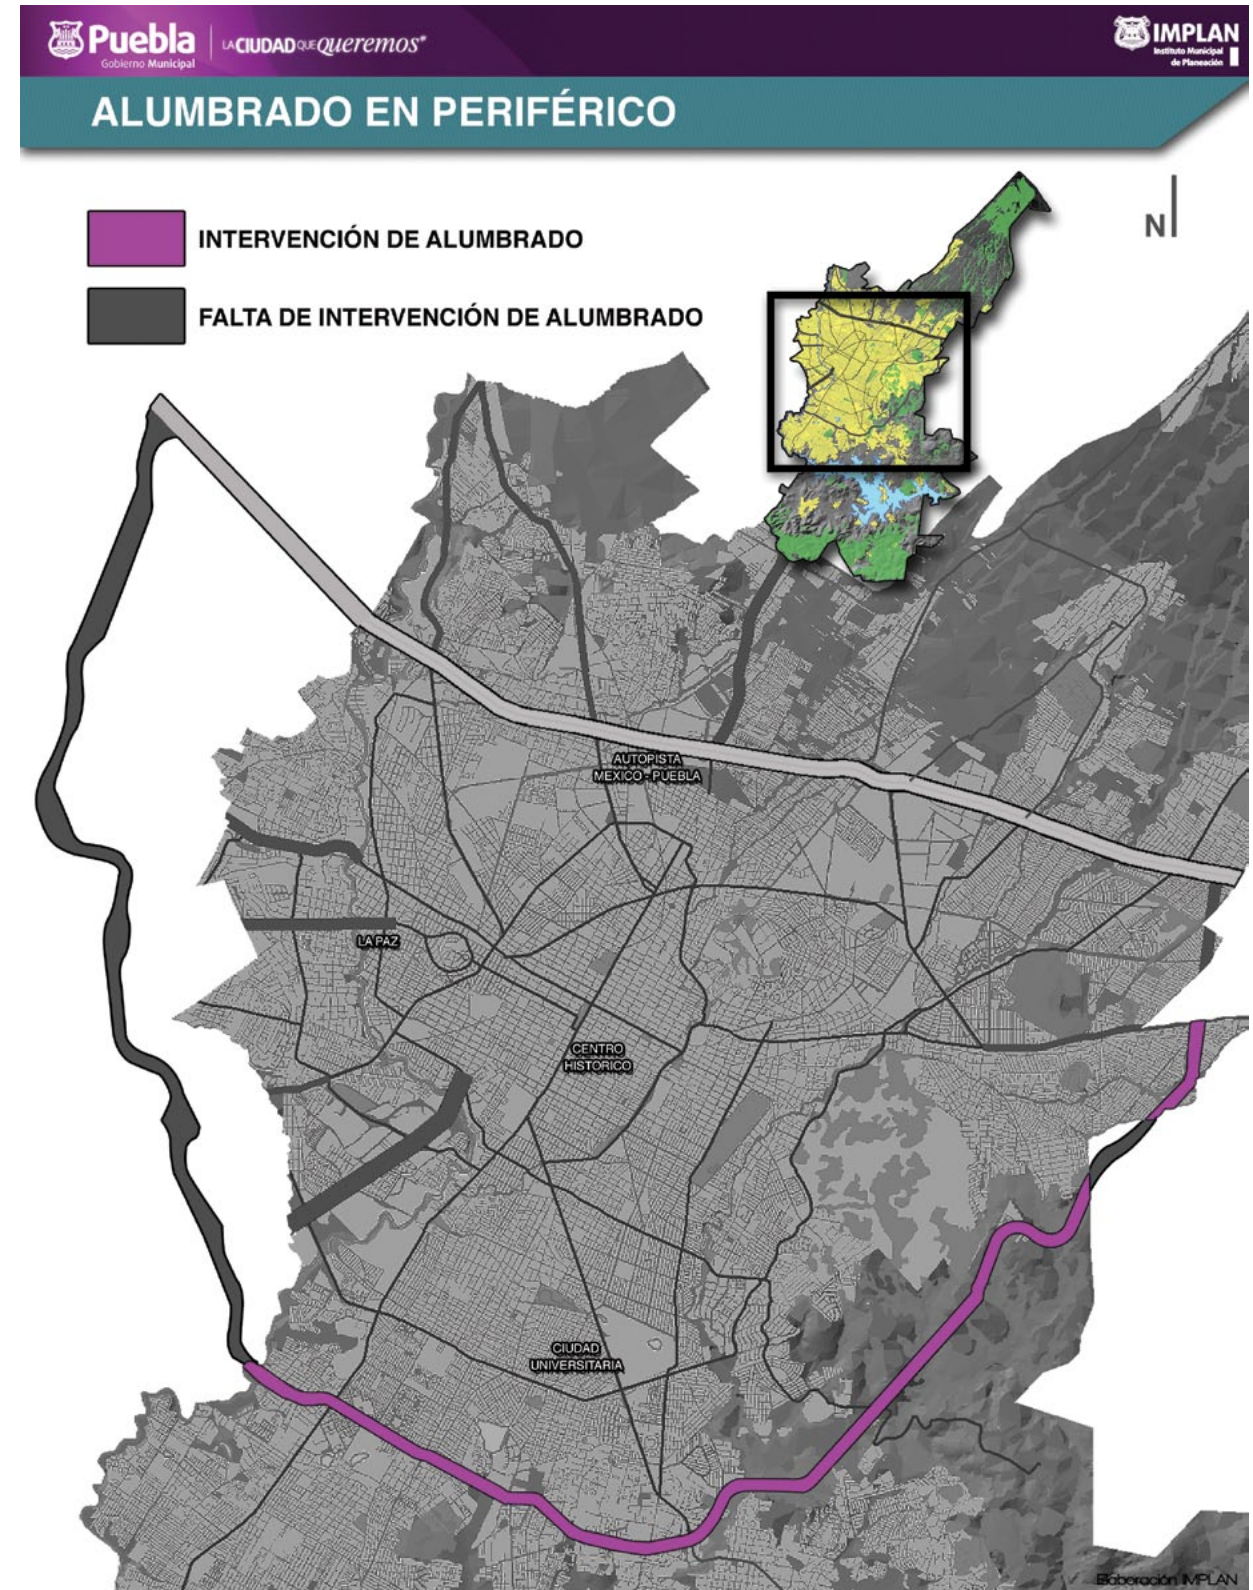 Puebla
Gobierno Municipal
LA CIUDAD QUE queremos*
IMPLAN
Instituto Municipal
de Planeación
ALUMBRADO EN PERIFÉRICO
INTERVENCIÓN DE ALUMBRADO
FALTA DE INTERVENCIÓN DE ALUMBRADO
N
AUTOPISTA
MEXICO - PUEBLA
LA PAZ
CENTRO
HISTORICO
CIUDAD
UNIVERSITARIA
Elaboración IMPLAN